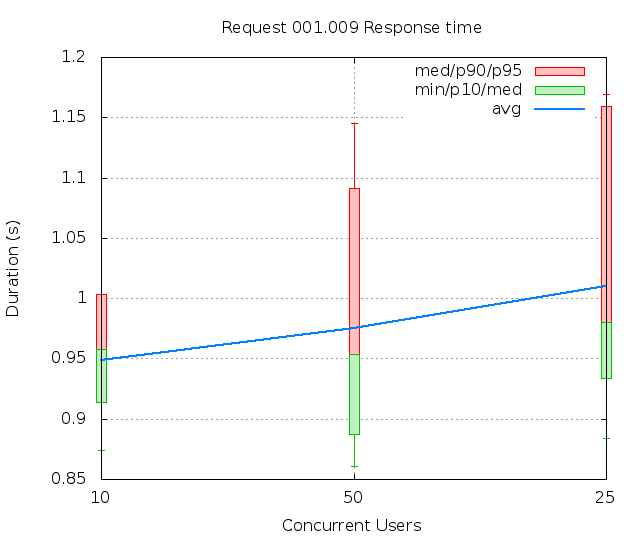 Request 001.009 Response time
1.2
1.15
1.1
1.05
1
0.95
0.9
0.85
Duration (s)
med/p90/p95
min/p10/med
avg
10
50
25
Concurrent Users